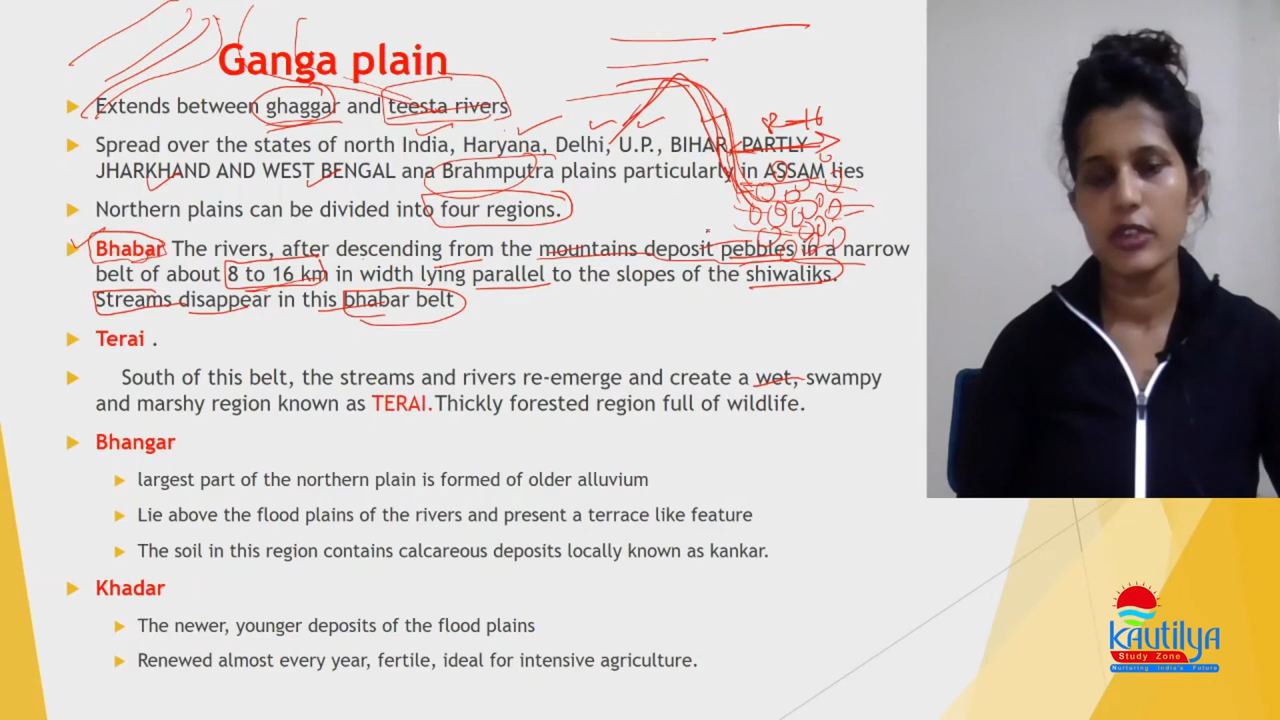 Ganga plain
Extends between ghaggar and teesta rivers
Spread over the states of north India, Haryana, Delhi, U.P., BIHAR, PARTLY
JHARKHAND AND WEST BENGAL ana Brahmputra plains particularly in ASSAM lies
Northern plains can be divided into four regions.
Bhabar The rivers, after descending from the mountains deposit pebbles in a narrow
belt of about 8 to 16 km in width lying parallel to the slopes of the shiwaliks.
Streams disappear in this bhabar belt
8-16
Terai .
South of this belt, the streams and rivers re-emerge and create a wet, swampy
and marshy region known as TERAI.Thickly forested region full of wildlife.
Bhangar
largest part of the northern plain is formed of older alluvium
Lie above the flood plains of the rivers and present a terrace like feature
The soil in this region contains calcareous deposits locally known as kankar.
Khadar
The newer, younger deposits of the flood plains
Renewed almost every year, fertile, ideal for intensive agriculture.
Kautilya
Study Zone
Nurturing India's Future